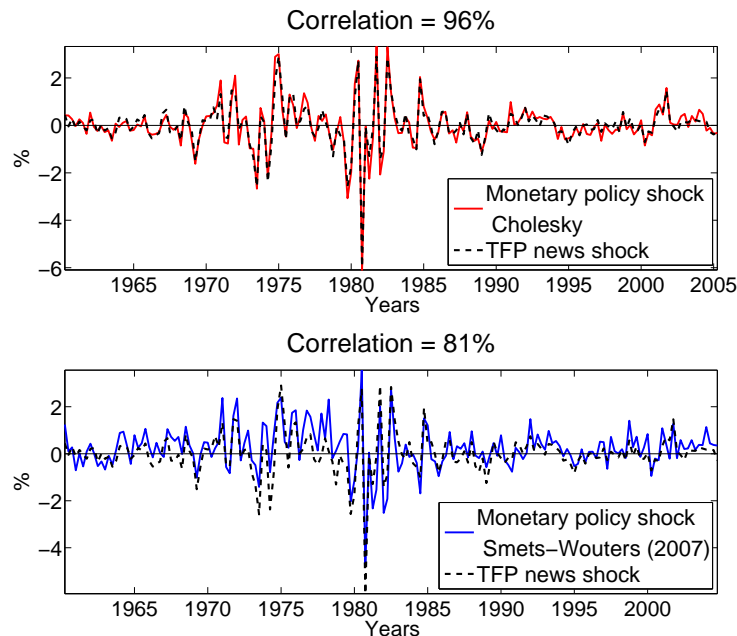 Correlation = 96%
2
0
−2
−4
−6
%
Monetary policy shock
Cholesky
TFP news shock
1965 1970 1975 1980 1985 1990 1995 2000 2005
Years
Correlation = 81%
2
0
−2
−4
%
Monetary policy shock
Smets−Wouters (2007)
TFP news shock
1965 1970 1975 1980 1985 1990 1995 2000
Years